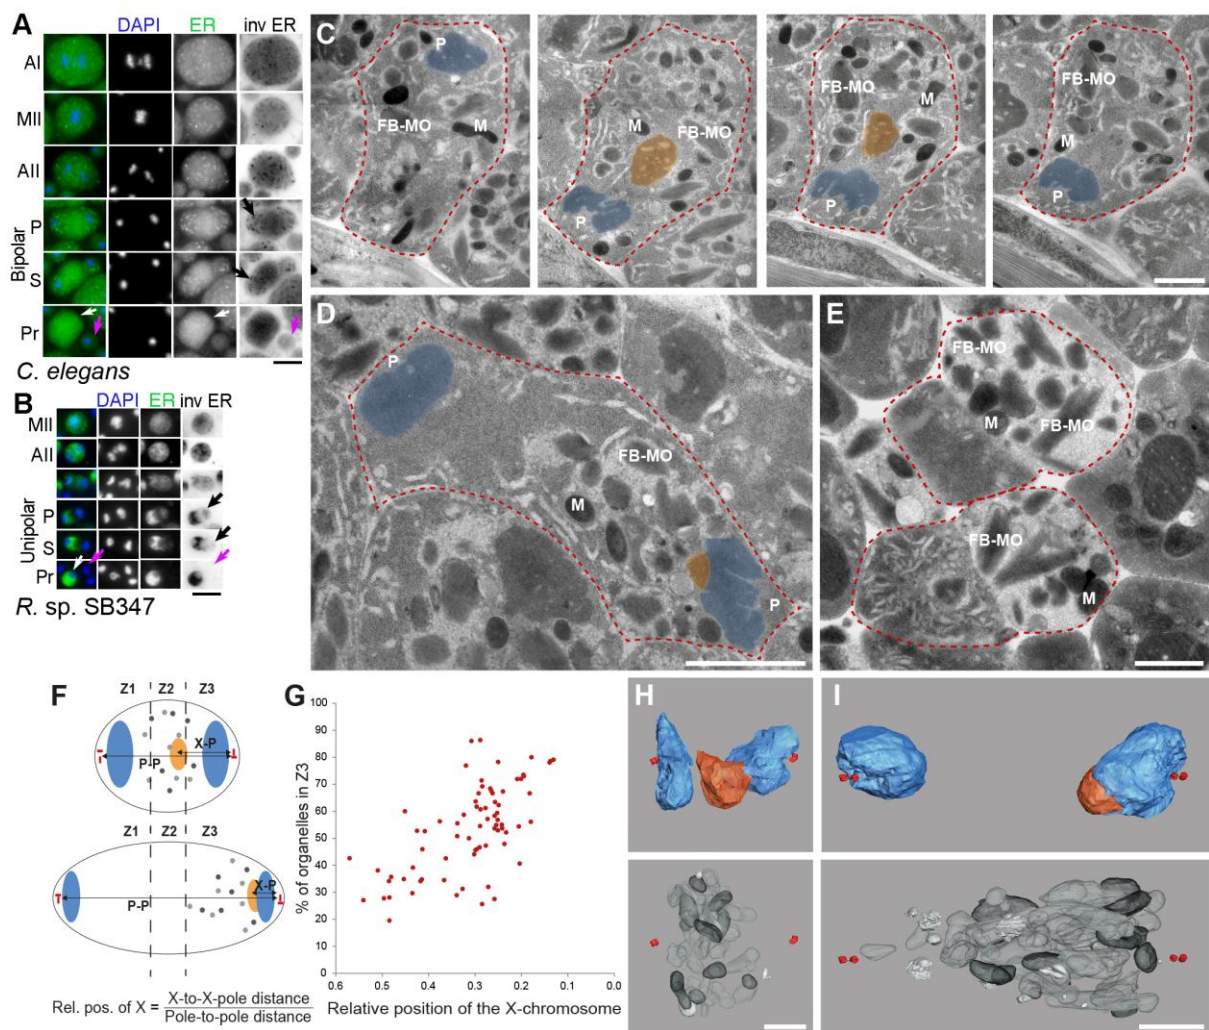 A
DAPI ER inv ER
AI
MII
AII
P
S
Pr
Bipolar
C. elegans
B
DAPI ER inv ER
MII
AII
P
S
Pr
Unipolar
R. sp. SB347
C
P
FB-MO
M
M
FB-MO
P
FB-MO
M
P
FB-MO
M
P
D
P
FB-MO
M
P
E
FB-MO
M
FB-MO
FB-MO
M
F
Z1 Z2 Z3
X-P
P-P
Z1 Z2 Z3
X-P
P-P
Rel. pos. of X = X-to-X-pole distance
Pole-to-pole distance
G
% of organelles in Z3
100
90
80
70
60
50
40
30
20
10
0
0.6 0.5 0.4 0.3 0.2 0.1 0.0
Relative position of the X-chromosome
H
I